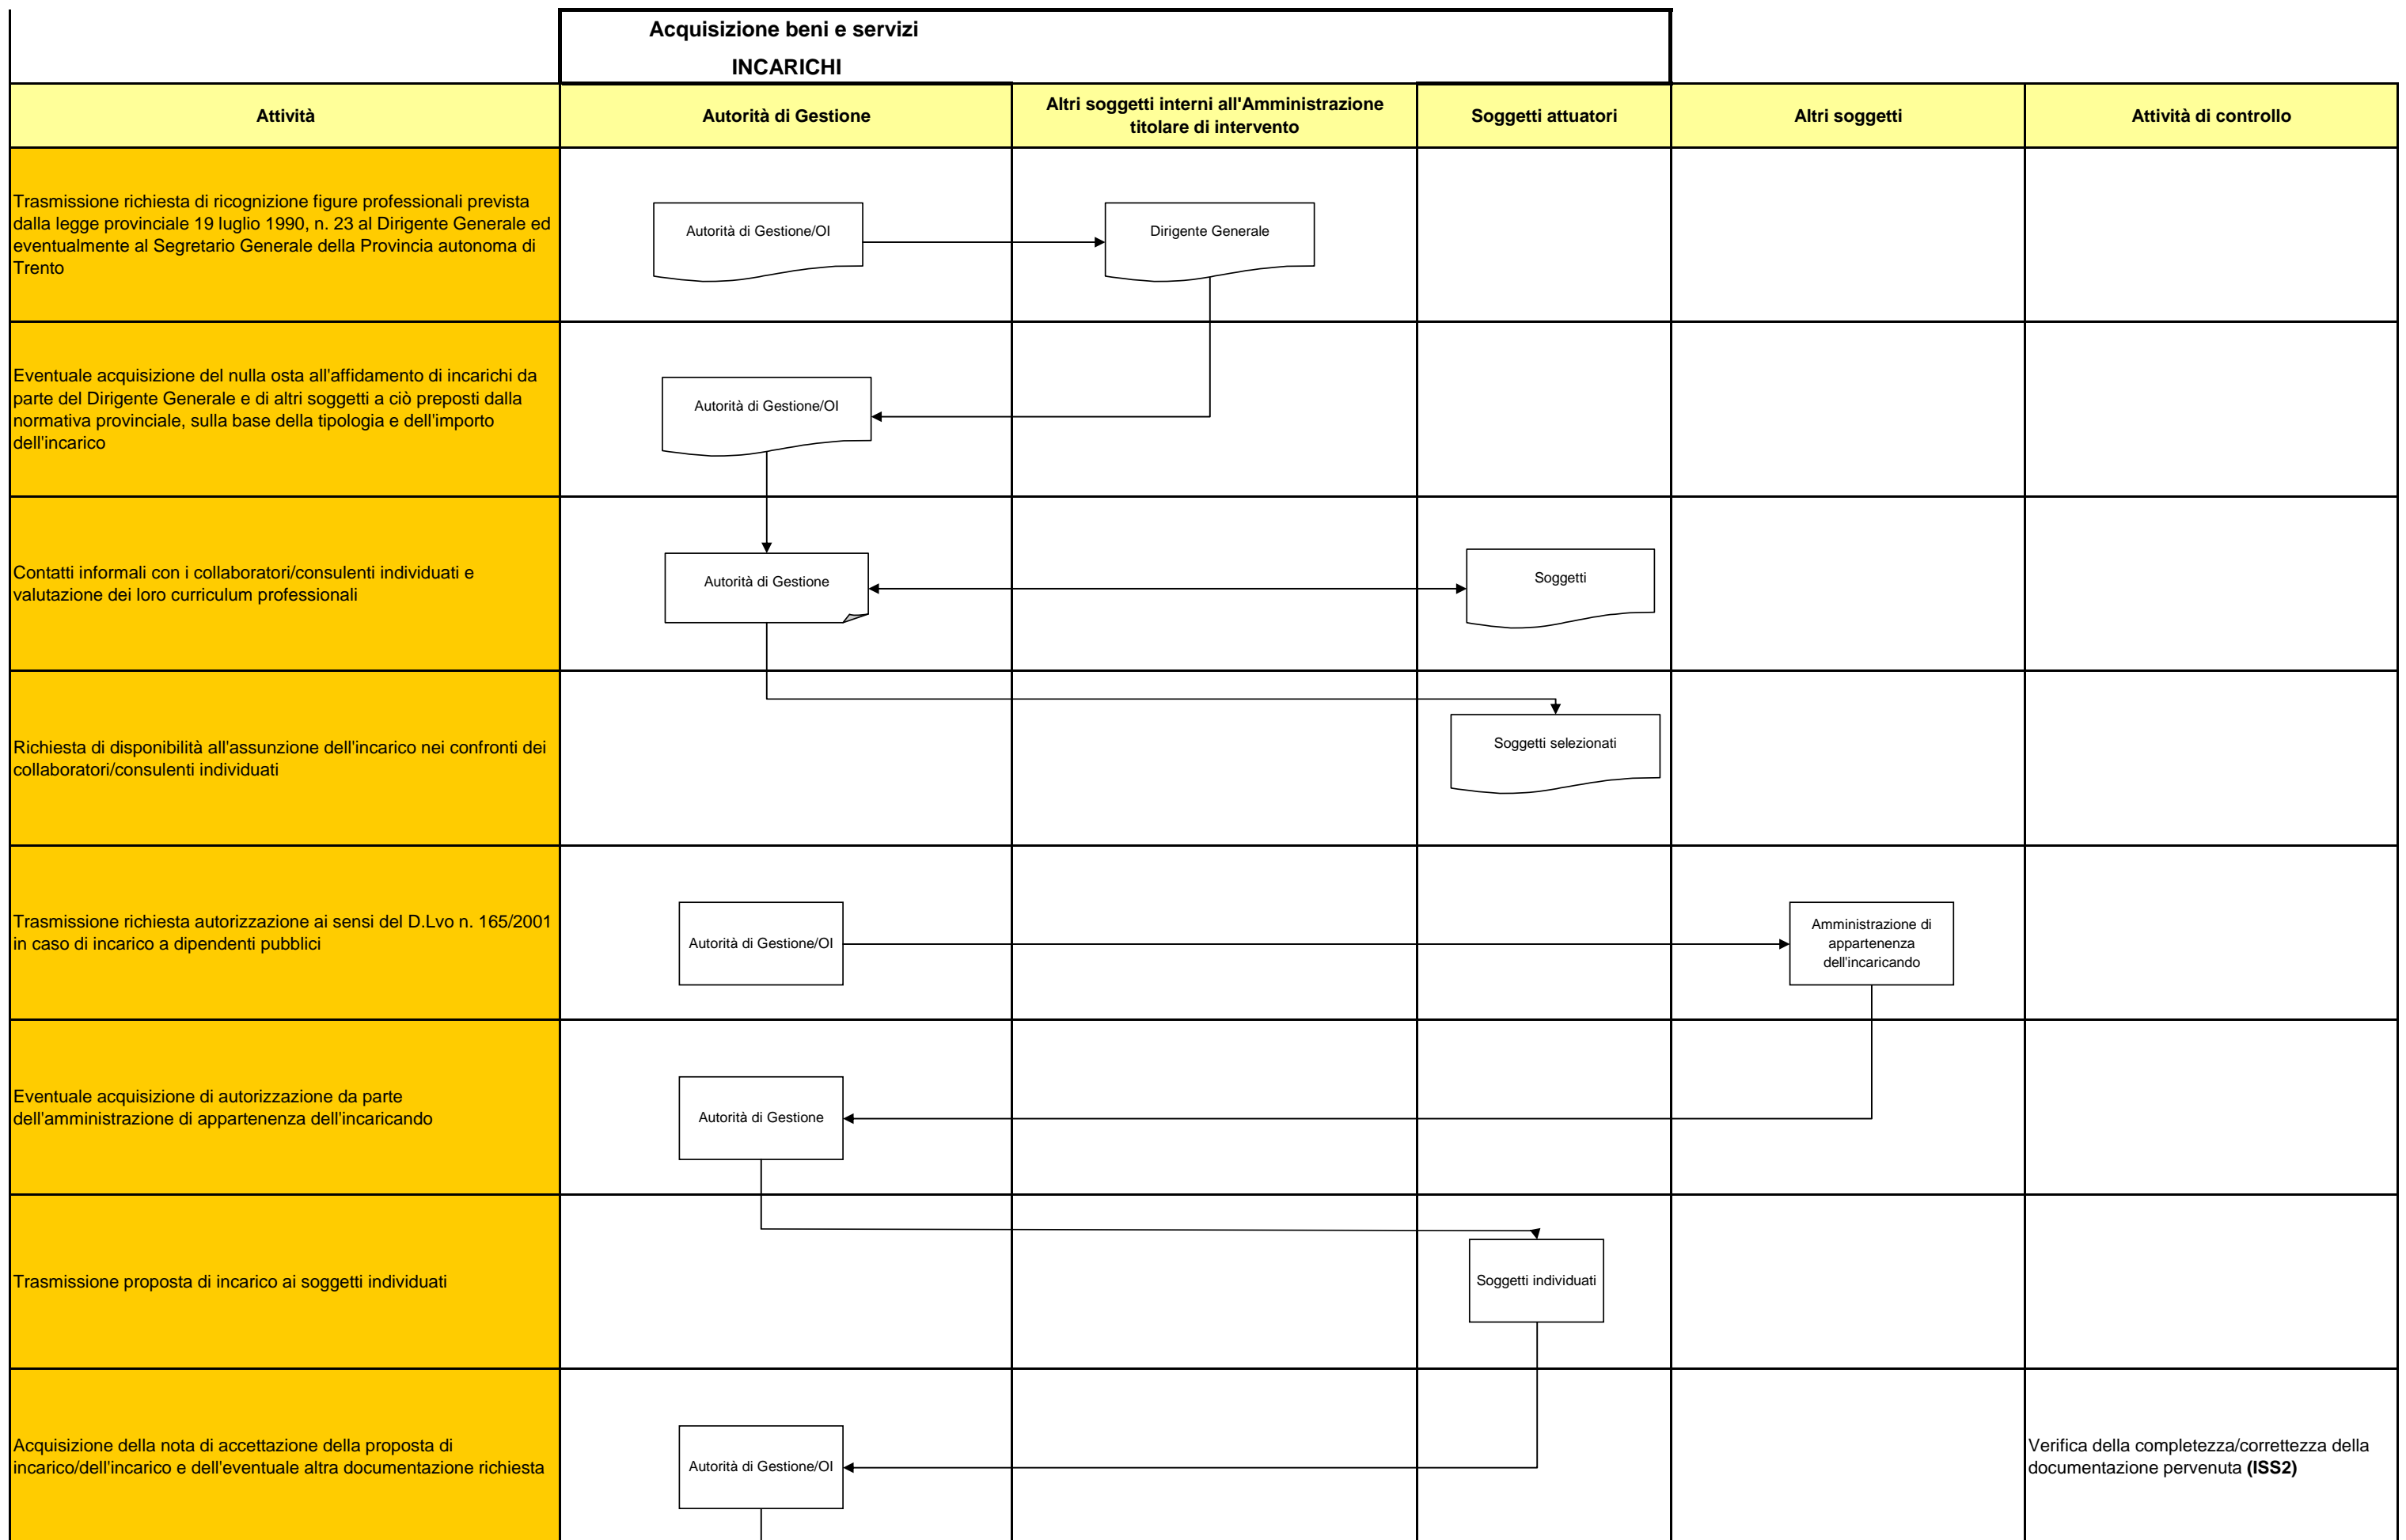 Acquisizione beni e servizi
INCARICHI
Attività
Autorità di Gestione
Altri soggetti interni all'Amministrazione
titolare di intervento
Soggetti attuatori
Altri soggetti
Attività di controllo
Trasmissione richiesta di ricognizione figure professionali prevista
dalla legge provinciale 19 luglio 1990, n. 23 al Dirigente Generale ed
eventualmente al Segretario Generale della Provincia autonoma di
Trento
Autorità di Gestione/OI
Dirigente Generale
Eventuale acquisizione del nulla osta all'affidamento di incarichi da
parte del Dirigente Generale e di altri soggetti a ciò preposti dalla
normativa provinciale, sulla base della tipologia e dell'importo
dell'incarico
Autorità di Gestione/OI
Contatti informali con i collaboratori/consulenti individuati e
valutazione dei loro curriculum professionali
Autorità di Gestione
Soggetti
Richiesta di disponibilità all'assunzione dell'incarico nei confronti dei
collaboratori/consulenti individuati
Soggetti selezionati
Trasmissione richiesta autorizzazione ai sensi del D.Lvo n. 165/2001
in caso di incarico a dipendenti pubblici
Autorità di Gestione/OI
Amministrazione di
appartenenza
dell'incaricando
Eventuale acquisizione di autorizzazione da parte
dell'amministrazione di appartenenza dell'incaricando
Autorità di Gestione
Trasmissione proposta di incarico ai soggetti individuati
Soggetti individuati
Acquisizione della nota di accettazione della proposta di
incarico/dell'incarico e dell'eventuale altra documentazione richiesta
Autorità di Gestione/OI
Verifica della completezza/correttezza della
documentazione pervenuta (ISS2)